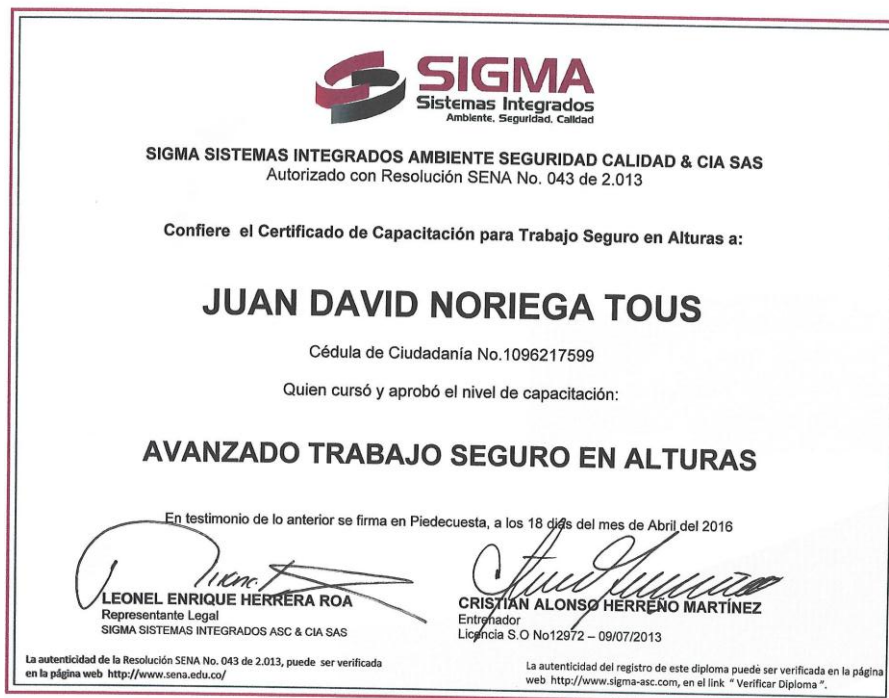 SIGMA
Sistemas Integrados
Ambiente. Seguridad. Calidad
SIGMA SISTEMAS INTEGRADOS AMBIENTE SEGURIDAD CALIDAD & CIA SAS
Autorizado con Resolución SENA No. 043 de 2.013
Confiere el Certificado de Capacitación para Trabajo Seguro en Alturas a:
JUAN DAVID NORIEGA TOUS
Cédula de Ciudadanía No.1096217599
Quien cursó y aprobó el nivel de capacitación:
AVANZADO TRABAJO SEGURO EN ALTURAS
En testimonio de lo anterior se firma en Piedecuesta, a los 18 días del mes de Abril del 2016
LEONEL ENRIQUE HERRERA ROA
Representante Legal
SIGMA SISTEMAS INTEGRADOS ASC & CIA SAS
CRISTIAN ALONSO HERREÑO MARTÍNEZ
Entrenador
Licencia S.O No12972 – 09/07/2013
La autenticidad de la Resolución SENA No. 043 de 2.013, puede ser verificada
en la página web http://www.sena.edu.co/
La autenticidad del registro de este diploma puede ser verificada en la página
web http://www.sigma-asc.com, en el link “ Verificar Diploma ”.